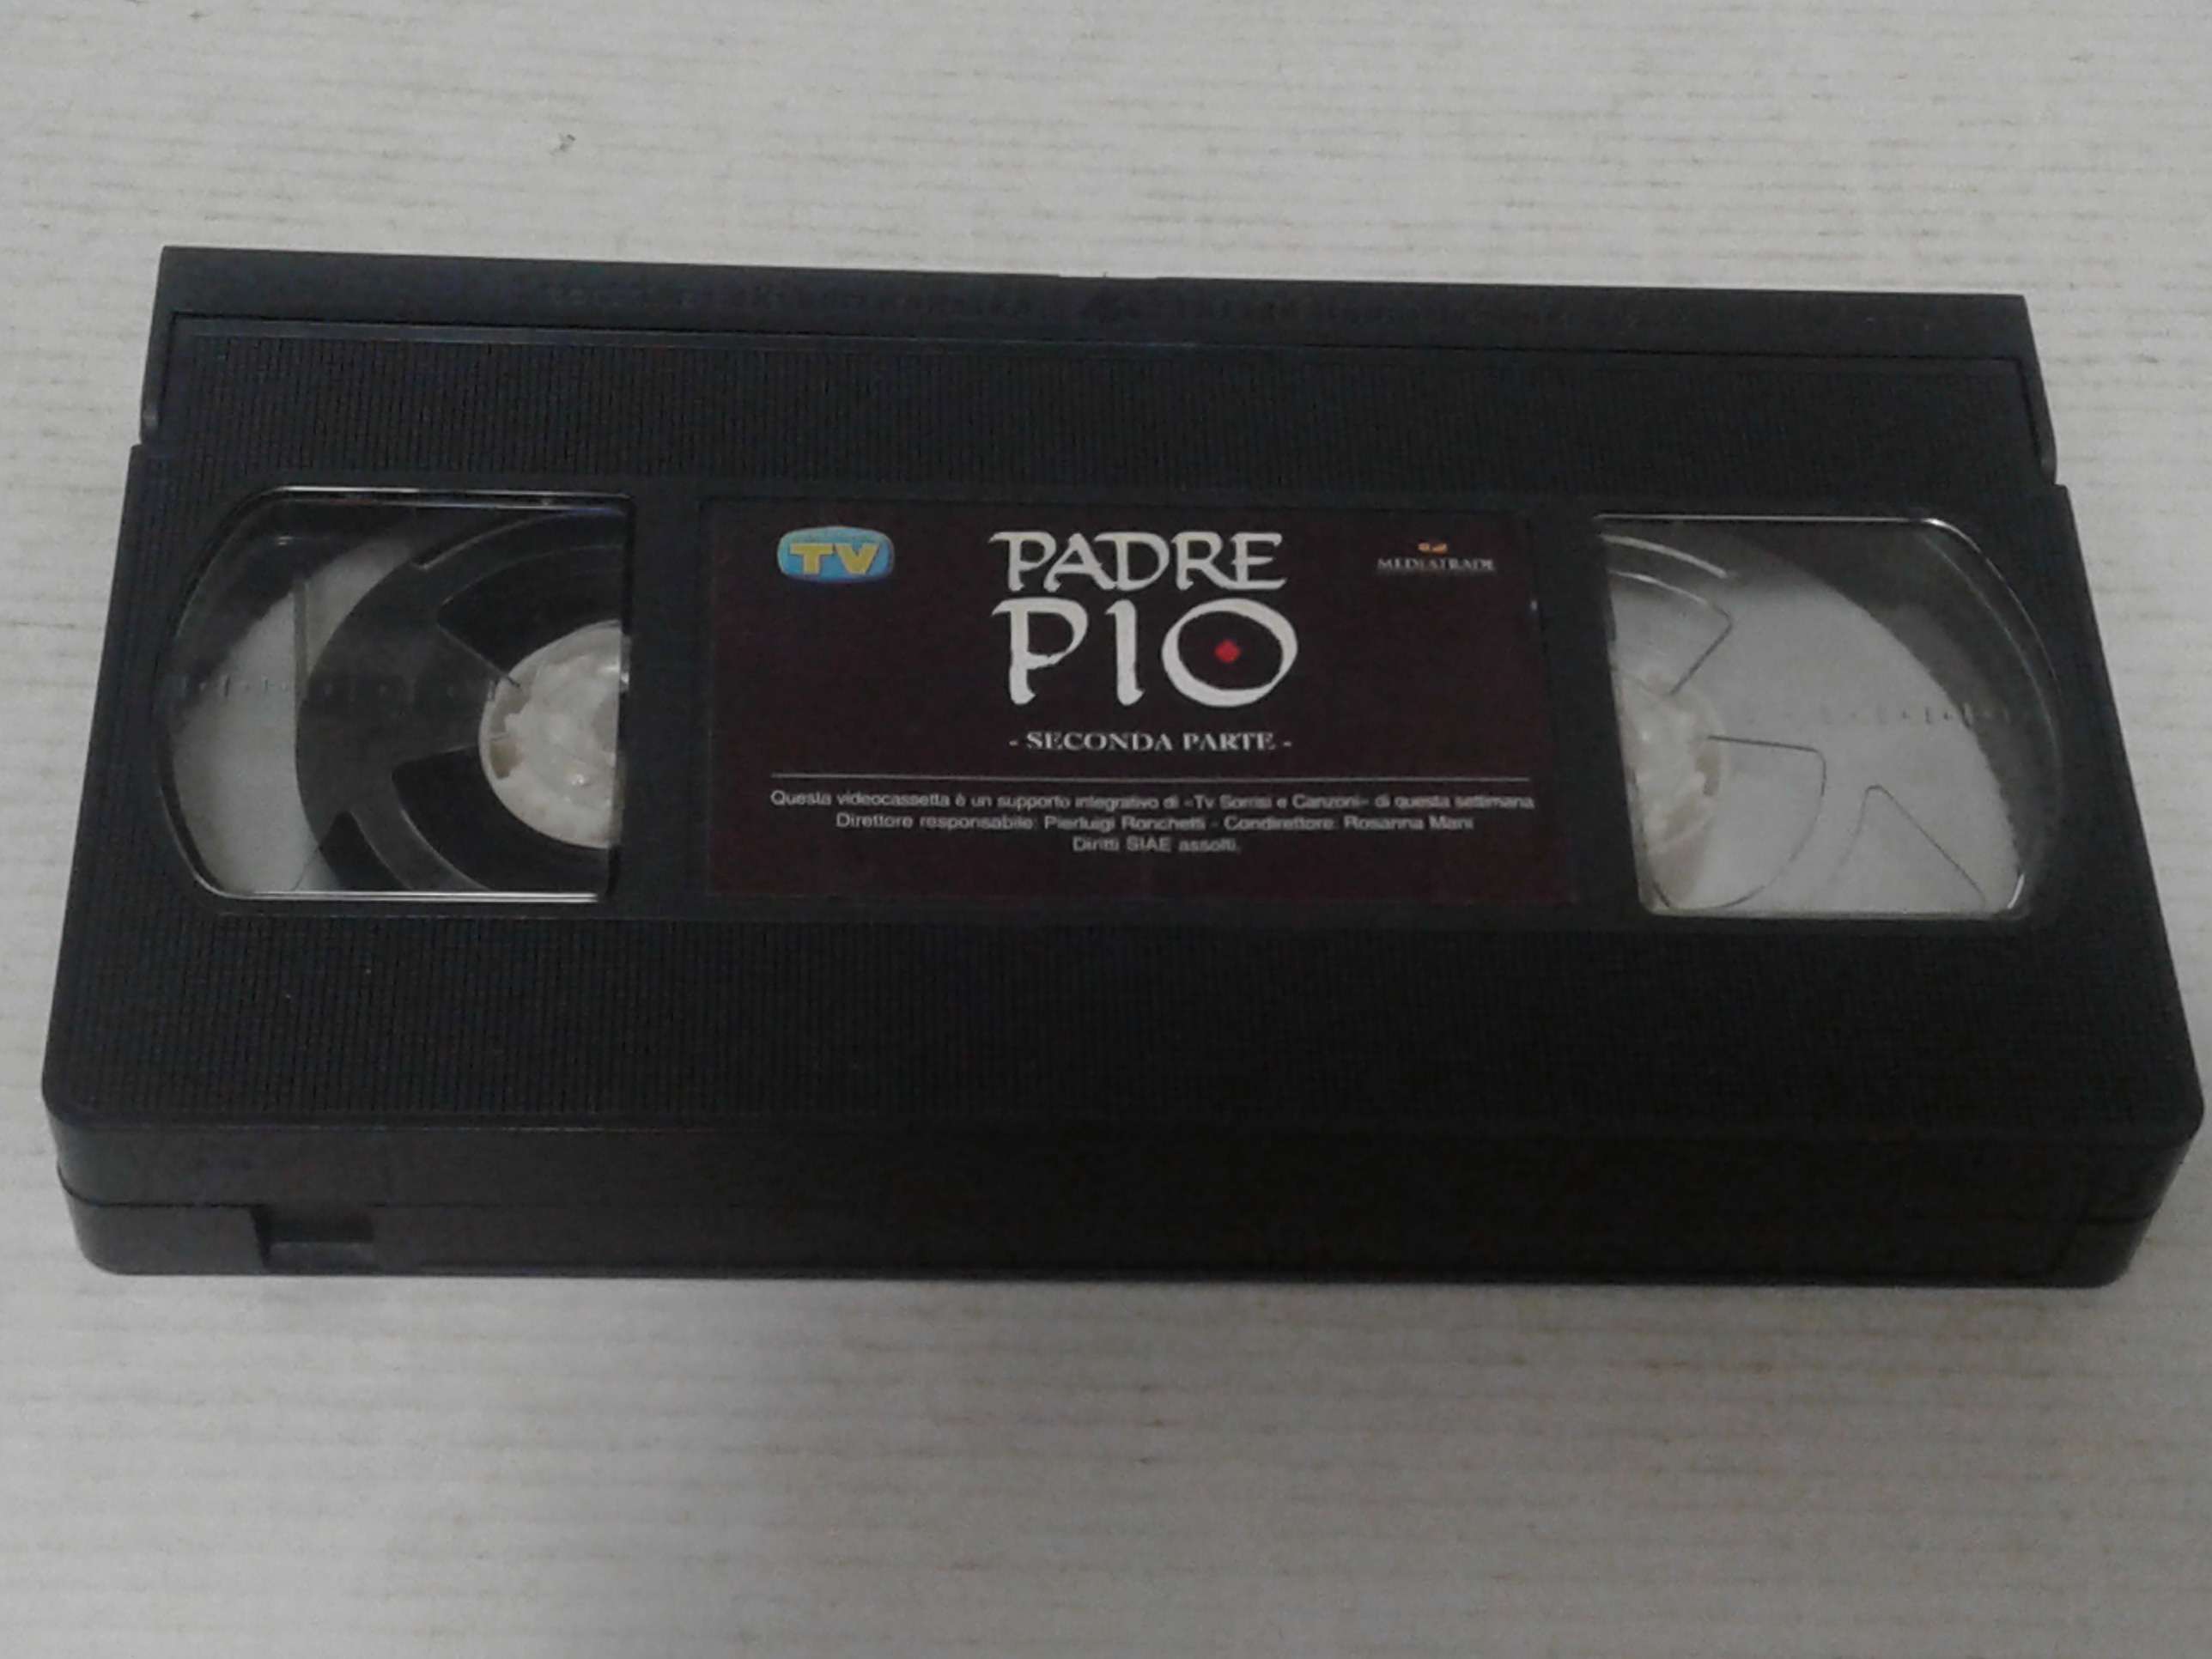 TV
PADRE
PIO
MEDIATRADE
- SECONDA PARTE -
Questa videocassetta è un supporto integrativo di «Tv Sorrisi e Canzoni» di questa settimana
Direttore responsabile: Pierluigi Ronchetti - Condirettore: Rosanna Mani
Diritti SIAE assolti.